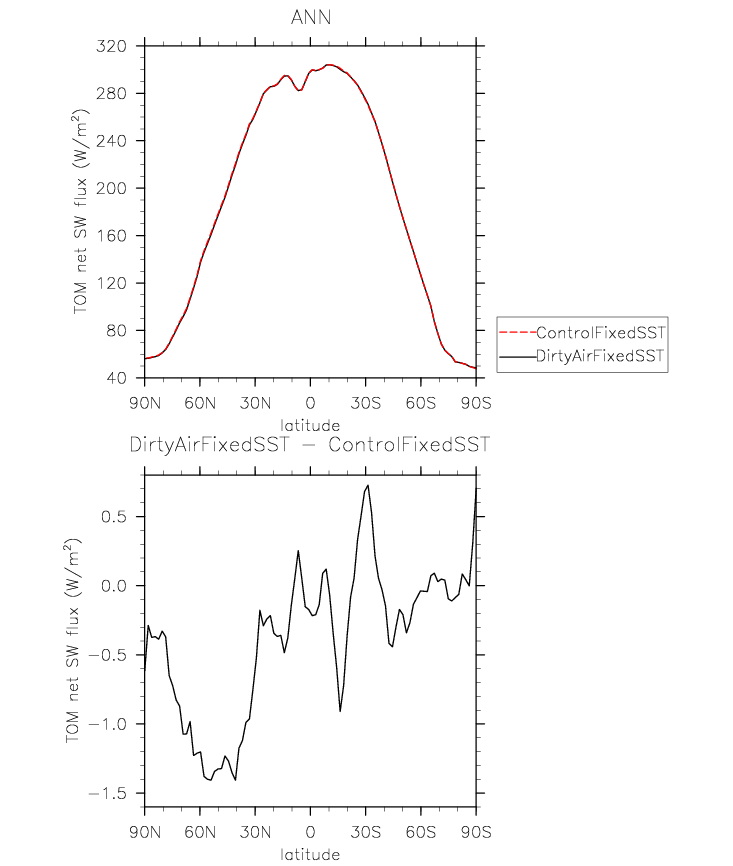 ANN
320
280
240
200
160
120
80
40
TOM net SW flux (W/m²)
90N 60N 30N 0 30S 60S 90S
latitude
ControlFixedSST
DirtyAirFixedSST
DirtyAirFixedSST − ControlFixedSST
0.5
0.0
−0.5
−1.0
−1.5
TOM net SW flux (W/m²)
90N 60N 30N 0 30S 60S 90S
latitude